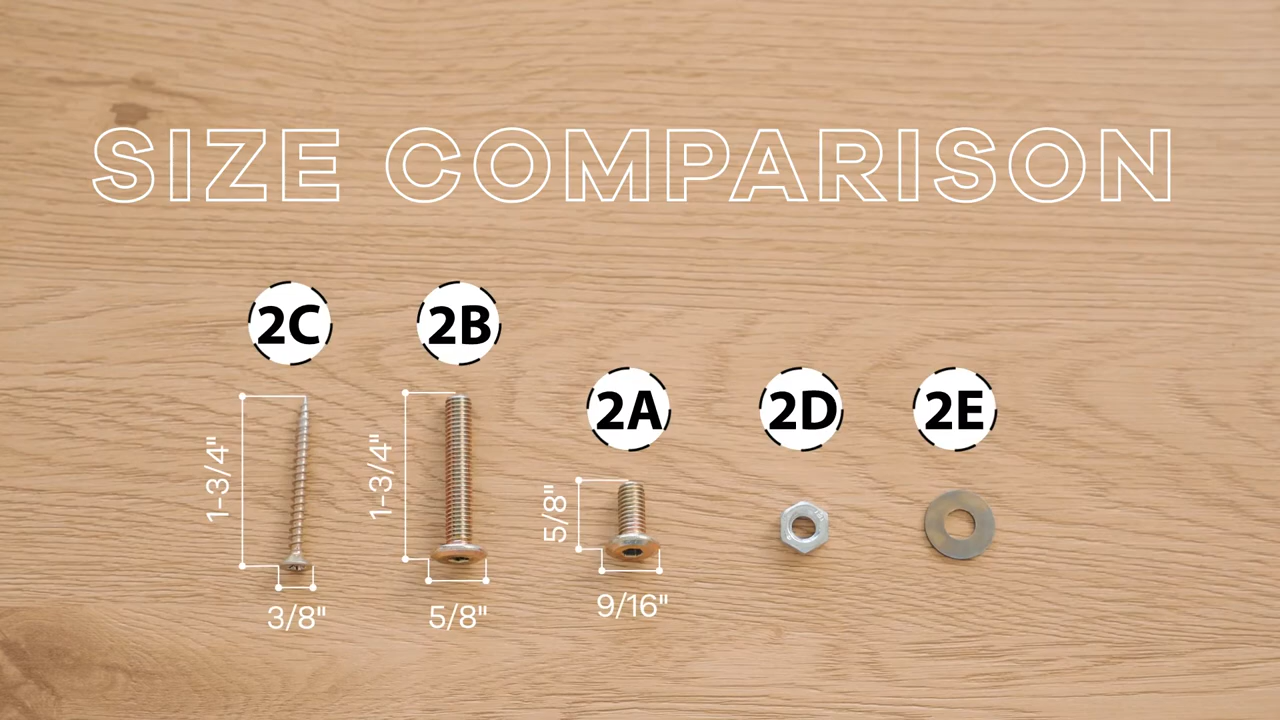 SIZE COMPARISON
2C
2B
2A
2D
2E
1-3/4"
1-3/4"
5/8"
3/8"
5/8"
9/16"